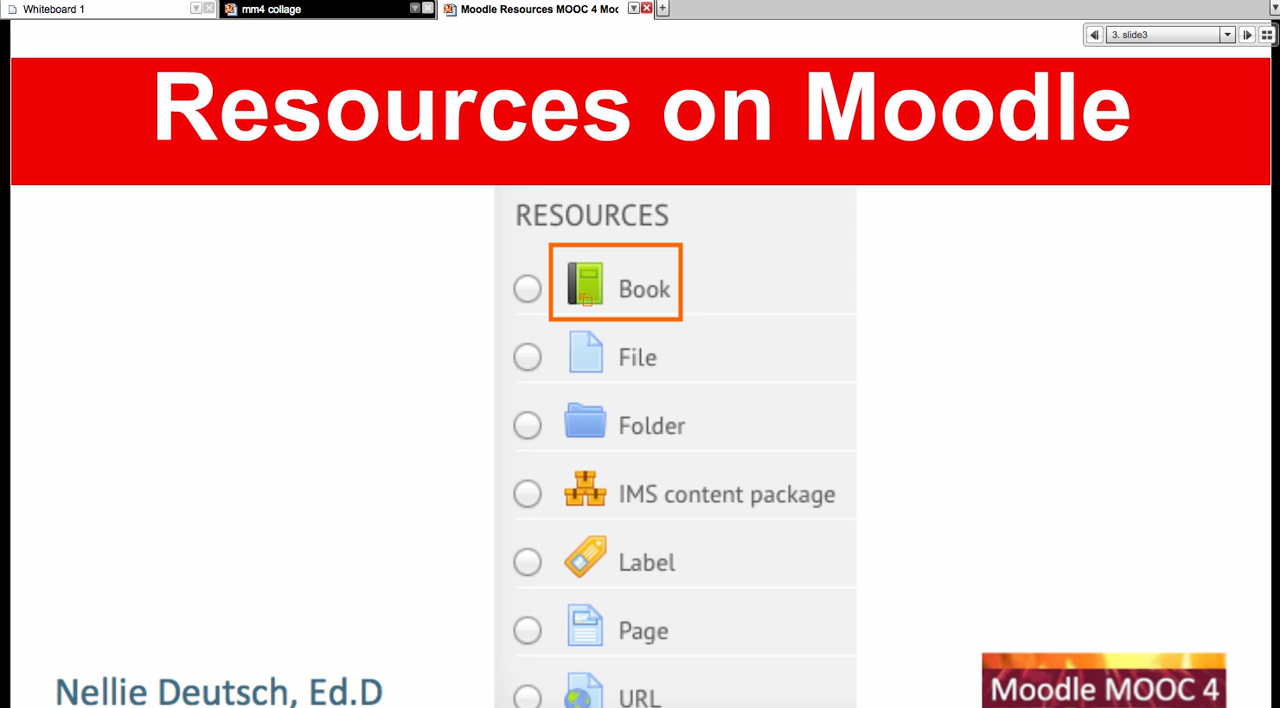 Whiteboard 1
mm4 collage
Moodle Resources MOOC 4 Moo
3. slide3
Resources on Moodle
RESOURCES
Book
File
Folder
IMS content package
Label
Page
URL
Nellie Deutsch, Ed.D
Moodle MOOC 4